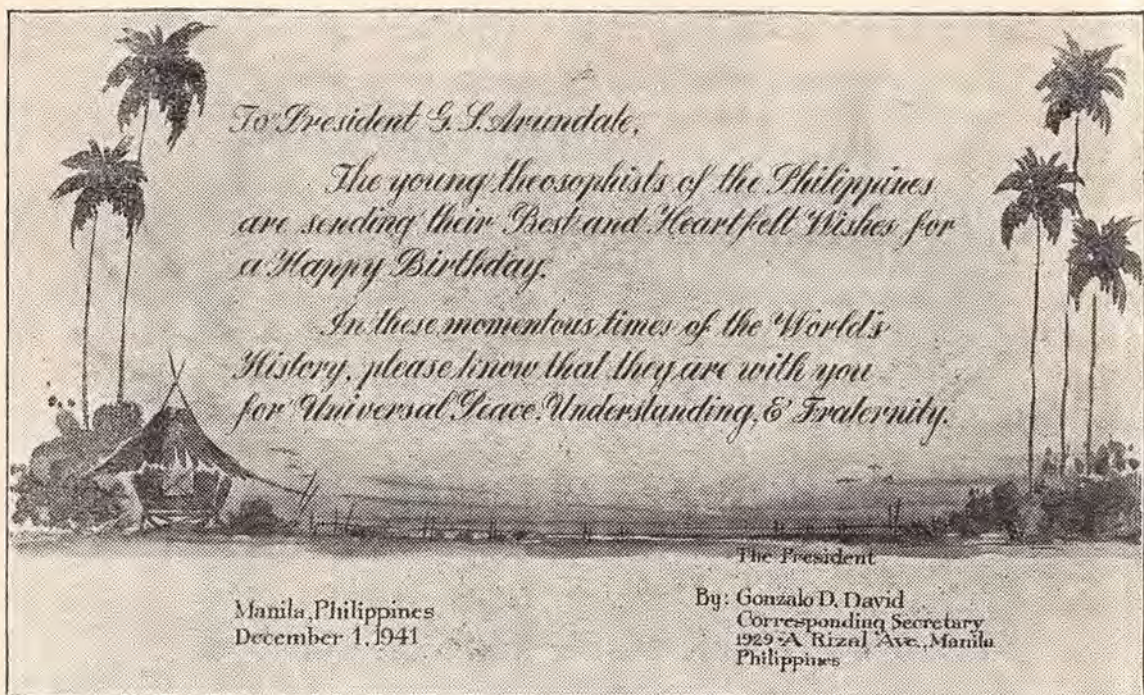 To President G. S. Arundale,
The young theosophists of the Philippines
are sending their Best and Heartfelt Wishes for
a Happy Birthday.
In these momentous times of the World's
History, please know that they are with you
for Universal Peace, Understanding, & Fraternity.
The President
Manila, Philippines
December 1, 1941
By: Gonzalo D. David
Corresponding Secretary
1929-A Rizal Ave., Manila
Philippines